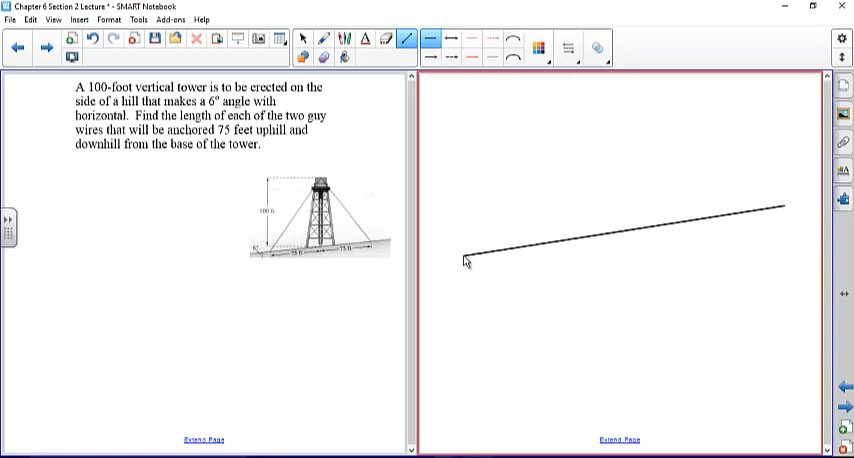 Chapter 6 Section 2 Lecture * - SMART Notebook
File Edit View Insert Format Tools Add-ons Help
A 100-foot vertical tower is to be erected on the
side of a hill that makes a 6° angle with
horizontal. Find the length of each of the two guy
wires that will be anchored 75 feet uphill and
downhill from the base of the tower.
100 ft
6°
75 ft
75 ft
Extend Page
Extend Page